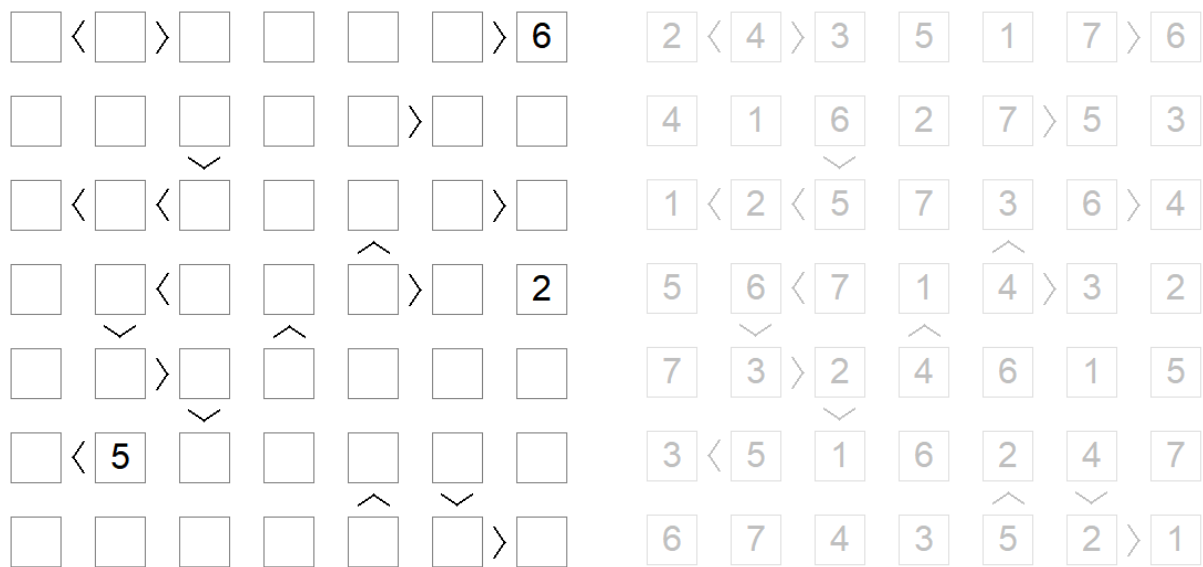 < > > 6 2 < 4 > 3 5 1 7 > 6
> 4 1 6 2 7 > 5 3
﹀ ﹀
< < > 1 < 2 < 5 7 3 6 > 4
︿ ︿
< > 2 5 6 < 7 1 4 > 3 2
﹀ ︿ ﹀ ︿
> 7 3 > 2 4 6 1 5
﹀ ﹀
< 5 3 < 5 1 6 2 4 7
︿ ﹀ ︿ ﹀
> 6 7 4 3 5 2 > 1